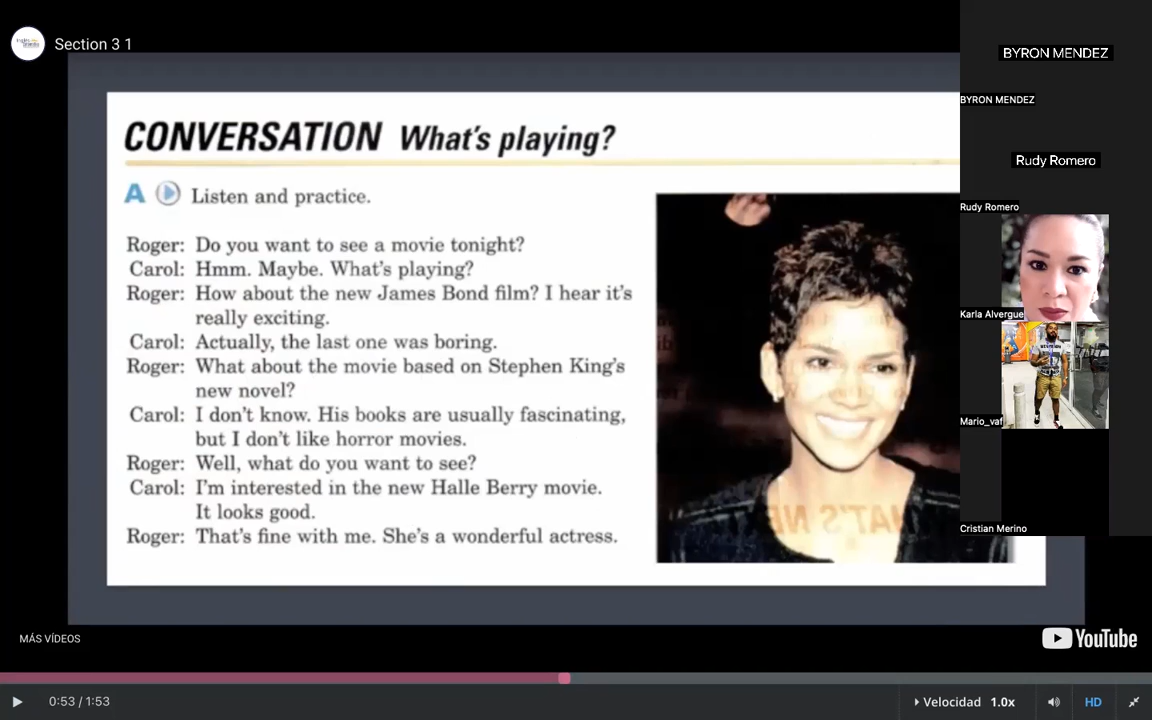 Section 3 1
CONVERSATION What's playing?
A Listen and practice.
Roger: Do you want to see a movie tonight?
Carol: Hmm. Maybe. What's playing?
Roger: How about the new James Bond film? I hear it's
really exciting.
Carol: Actually, the last one was boring.
Roger: What about the movie based on Stephen King's
new novel?
Carol: I don't know. His books are usually fascinating,
but I don't like horror movies.
Roger: Well, what do you want to see?
Carol: I'm interested in the new Halle Berry movie.
It looks good.
Roger: That's fine with me. She's a wonderful actress.
BYRON MENDEZ
BYRON MENDEZ
Rudy Romero
Rudy Romero
Karla Alvergue
Mario_vaf
Cristian Merino
MÁS VÍDEOS
YouTube
0:53 / 1:53
Velocidad 1.0x
HD